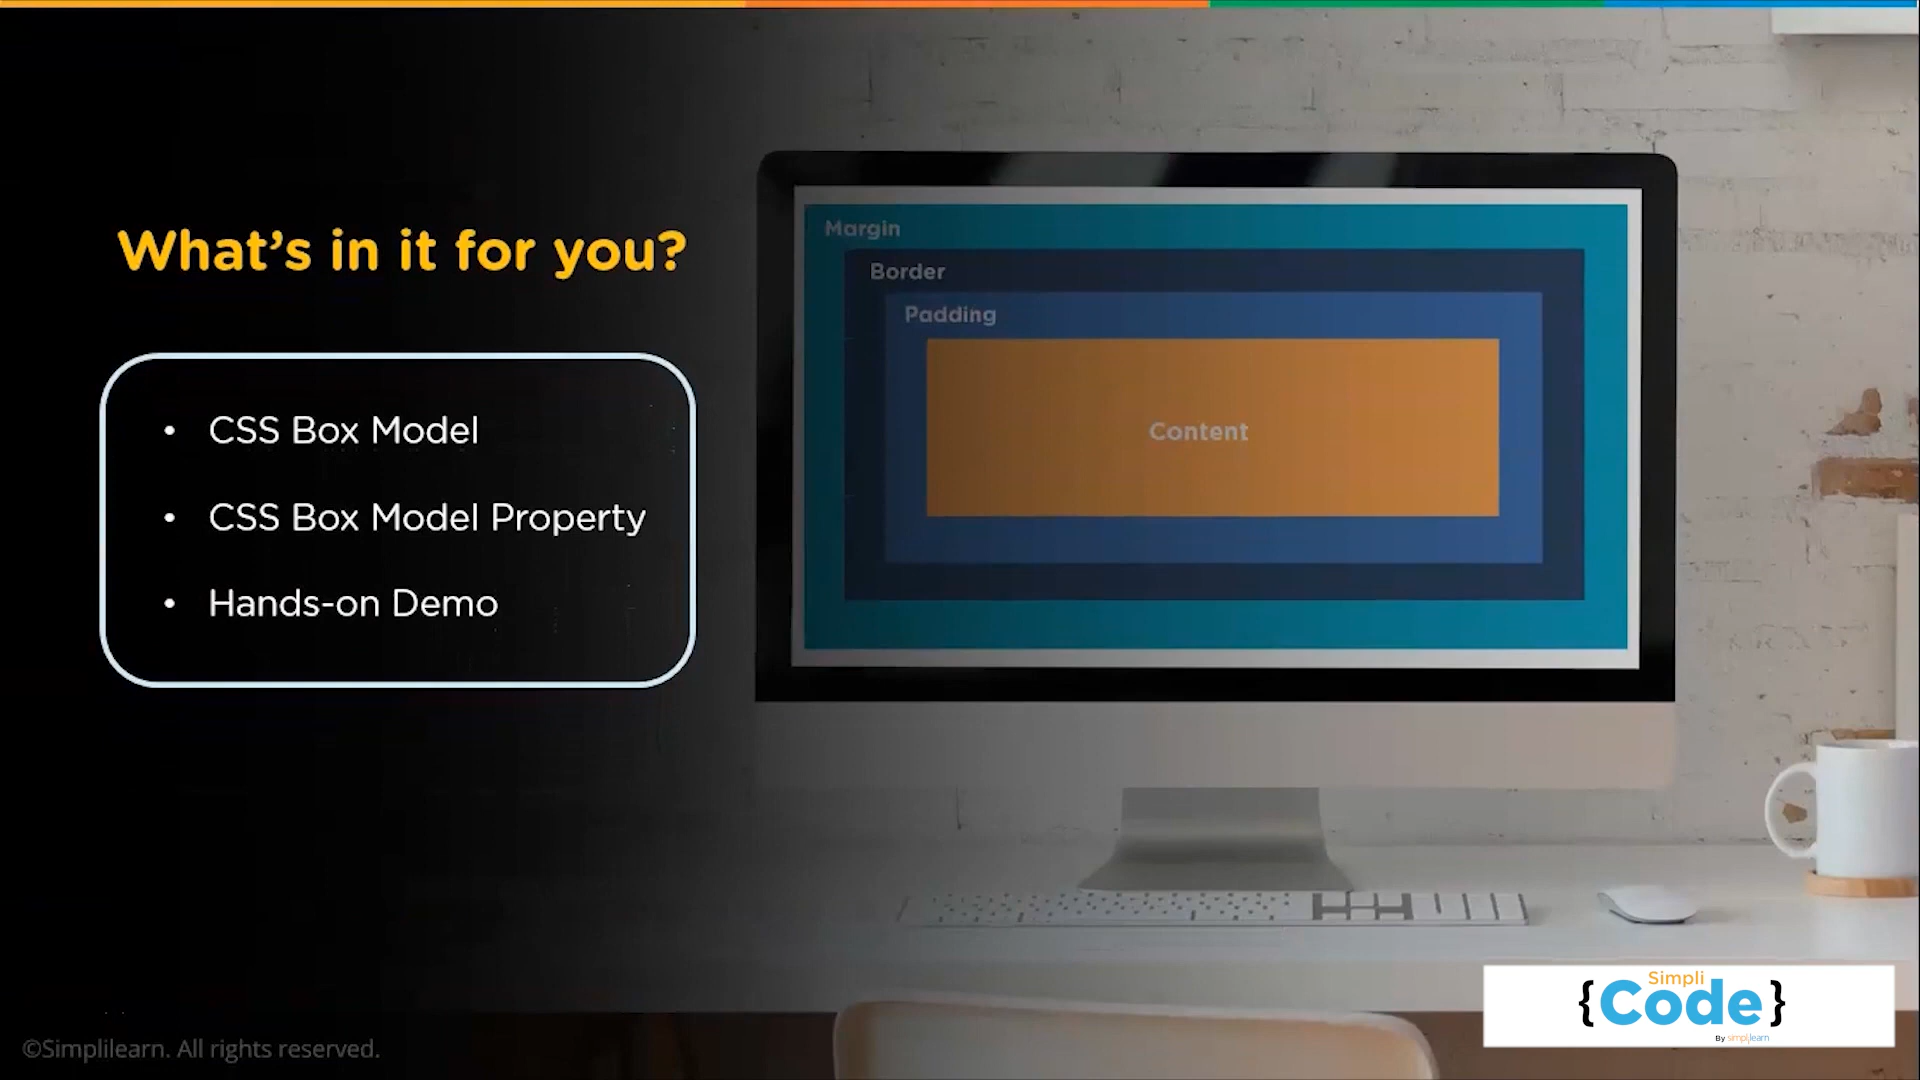 What's in it for you?
• CSS Box Model
• CSS Box Model Property
• Hands-on Demo
Margin
Border
Padding
Content
Simpli
{Code}
By simplilearn
©Simplilearn. All rights reserved.